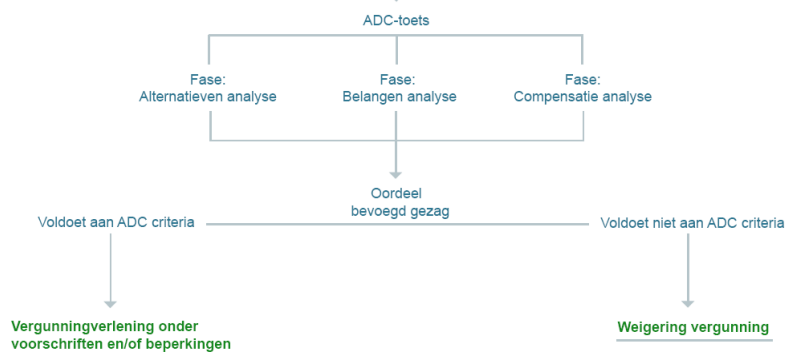 ADC-toets
Fase:
Alternatieven analyse
Fase:
Belangen analyse
Fase:
Compensatie analyse
Oordeel
bevoegd gezag
Voldoet aan ADC criteria
Voldoet niet aan ADC criteria
Vergunningverlening onder
voorschriften en/of beperkingen
Weigering vergunning